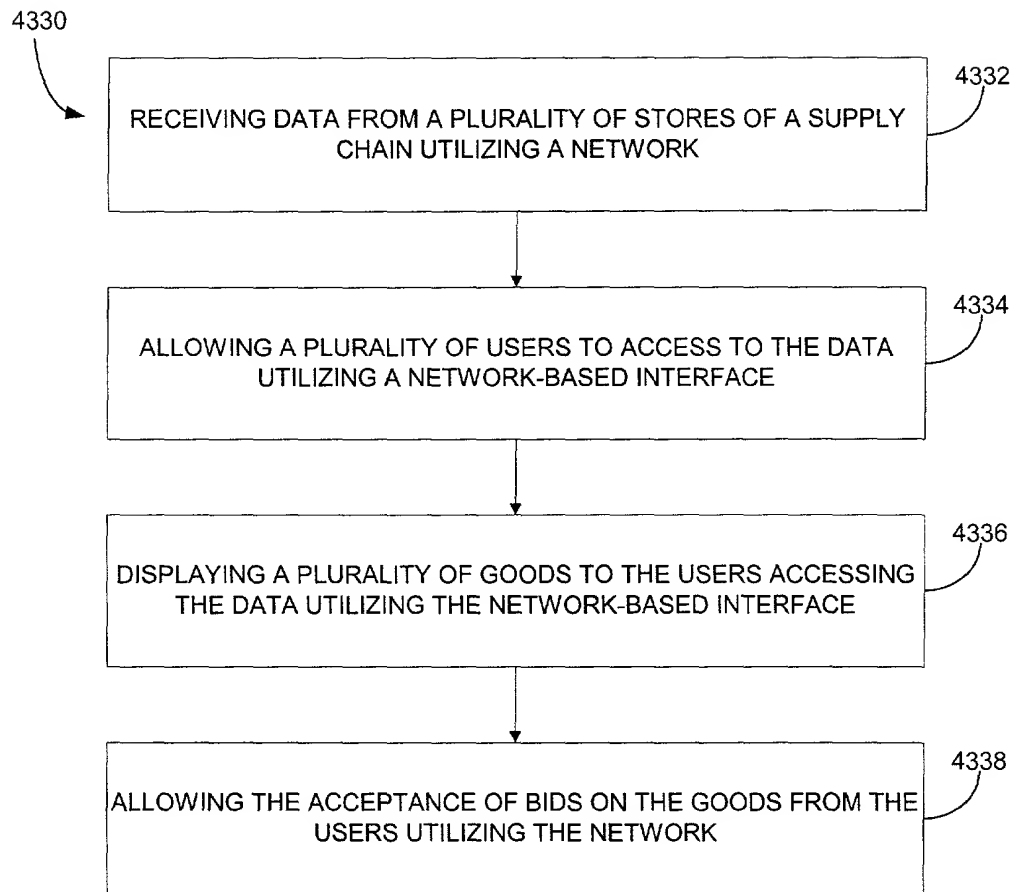 4330
4332
RECEIVING DATA FROM A PLURALITY OF STORES OF A SUPPLY
CHAIN UTILIZING A NETWORK
4334
ALLOWING A PLURALITY OF USERS TO ACCESS TO THE DATA
UTILIZING A NETWORK-BASED INTERFACE
4336
DISPLAYING A PLURALITY OF GOODS TO THE USERS ACCESSING
THE DATA UTILIZING THE NETWORK-BASED INTERFACE
4338
ALLOWING THE ACCEPTANCE OF BIDS ON THE GOODS FROM THE
USERS UTILIZING THE NETWORK